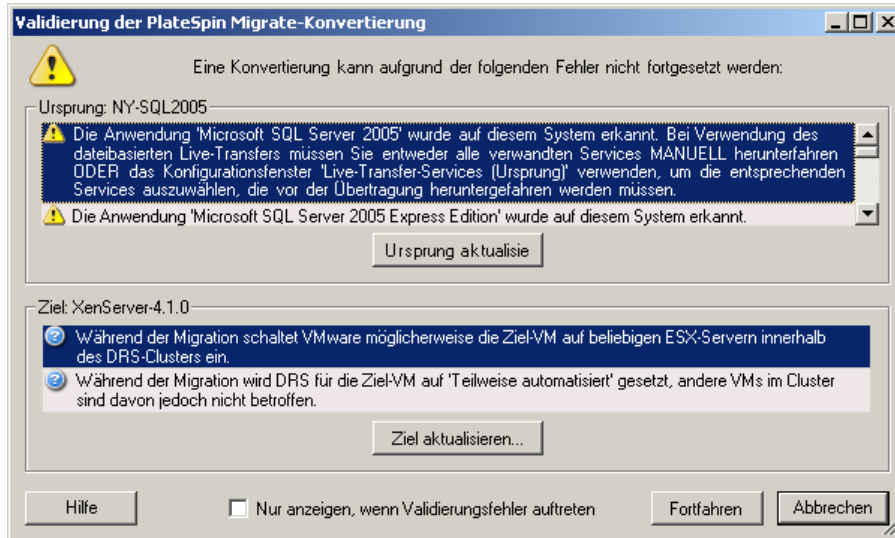 Validierung der PlateSpin Migrate-Konvertierung
Eine Konvertierung kann aufgrund der folgenden Fehler nicht fortgesetzt werden:
Ursprung: NY-SQL2005
Die Anwendung 'Microsoft SQL Server 2005' wurde auf diesem System erkannt. Bei Verwendung des
dateibasierten Live-Transfers müssen Sie entweder alle verwandten Services MANUELL herunterfahren
ODER das Konfigurationsfenster 'Live-Transfer-Services (Ursprung)' verwenden, um die entsprechenden
Services auszuwählen, die vor der Übertragung heruntergefahren werden müssen.
Die Anwendung 'Microsoft SQL Server 2005 Express Edition' wurde auf diesem System erkannt.
Ursprung aktualisie
Ziel: XenServer-4.1.0
Während der Migration schaltet VMware möglicherweise die Ziel-VM auf beliebigen ESX-Servern innerhalb
des DRS-Clusters ein.
Während der Migration wird DRS für die Ziel-VM auf 'Teilweise automatisiert' gesetzt, andere VMs im Cluster
sind davon jedoch nicht betroffen.
Ziel aktualisieren...
Hilfe
Nur anzeigen, wenn Validierungsfehler auftreten
Fortfahren
Abbrechen